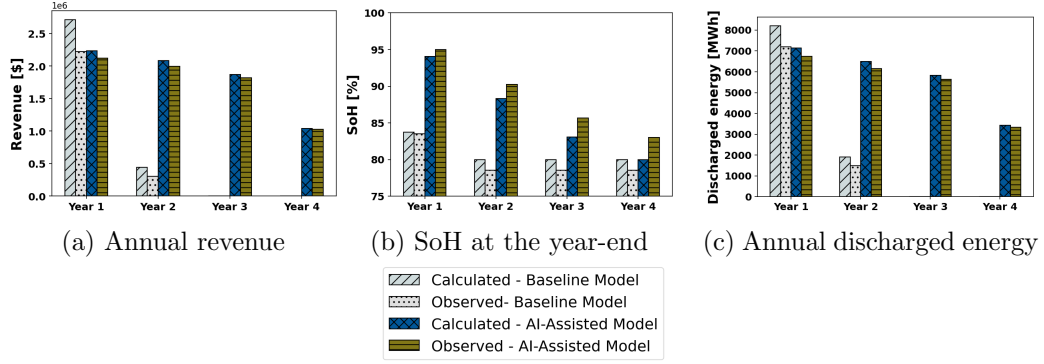 1e6
Revenue [$]
2.5
2.0
1.5
1.0
0.5
0.0
Year 1 Year 2 Year 3 Year 4
(a) Annual revenue
SoH [%]
100
95
90
85
80
75
Year 1 Year 2 Year 3 Year 4
(b) SoH at the year-end
Discharged energy [MWh]
8000
7000
6000
5000
4000
3000
2000
1000
0
Year 1 Year 2 Year 3 Year 4
(c) Annual discharged energy
Calculated - Baseline Model
Observed- Baseline Model
Calculated - AI-Assisted Model
Observed - AI-Assisted Model